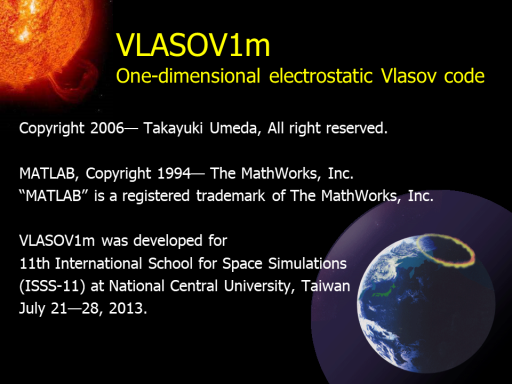 VLASOV1m
One-dimensional electrostatic Vlasov code
Copyright 2006— Takayuki Umeda, All right reserved.
MATLAB, Copyright 1994— The MathWorks, Inc.
“MATLAB” is a registered trademark of The MathWorks, Inc.
VLASOV1m was developed for
11th International School for Space Simulations
(ISSS-11) at National Central University, Taiwan
July 21—28, 2013.